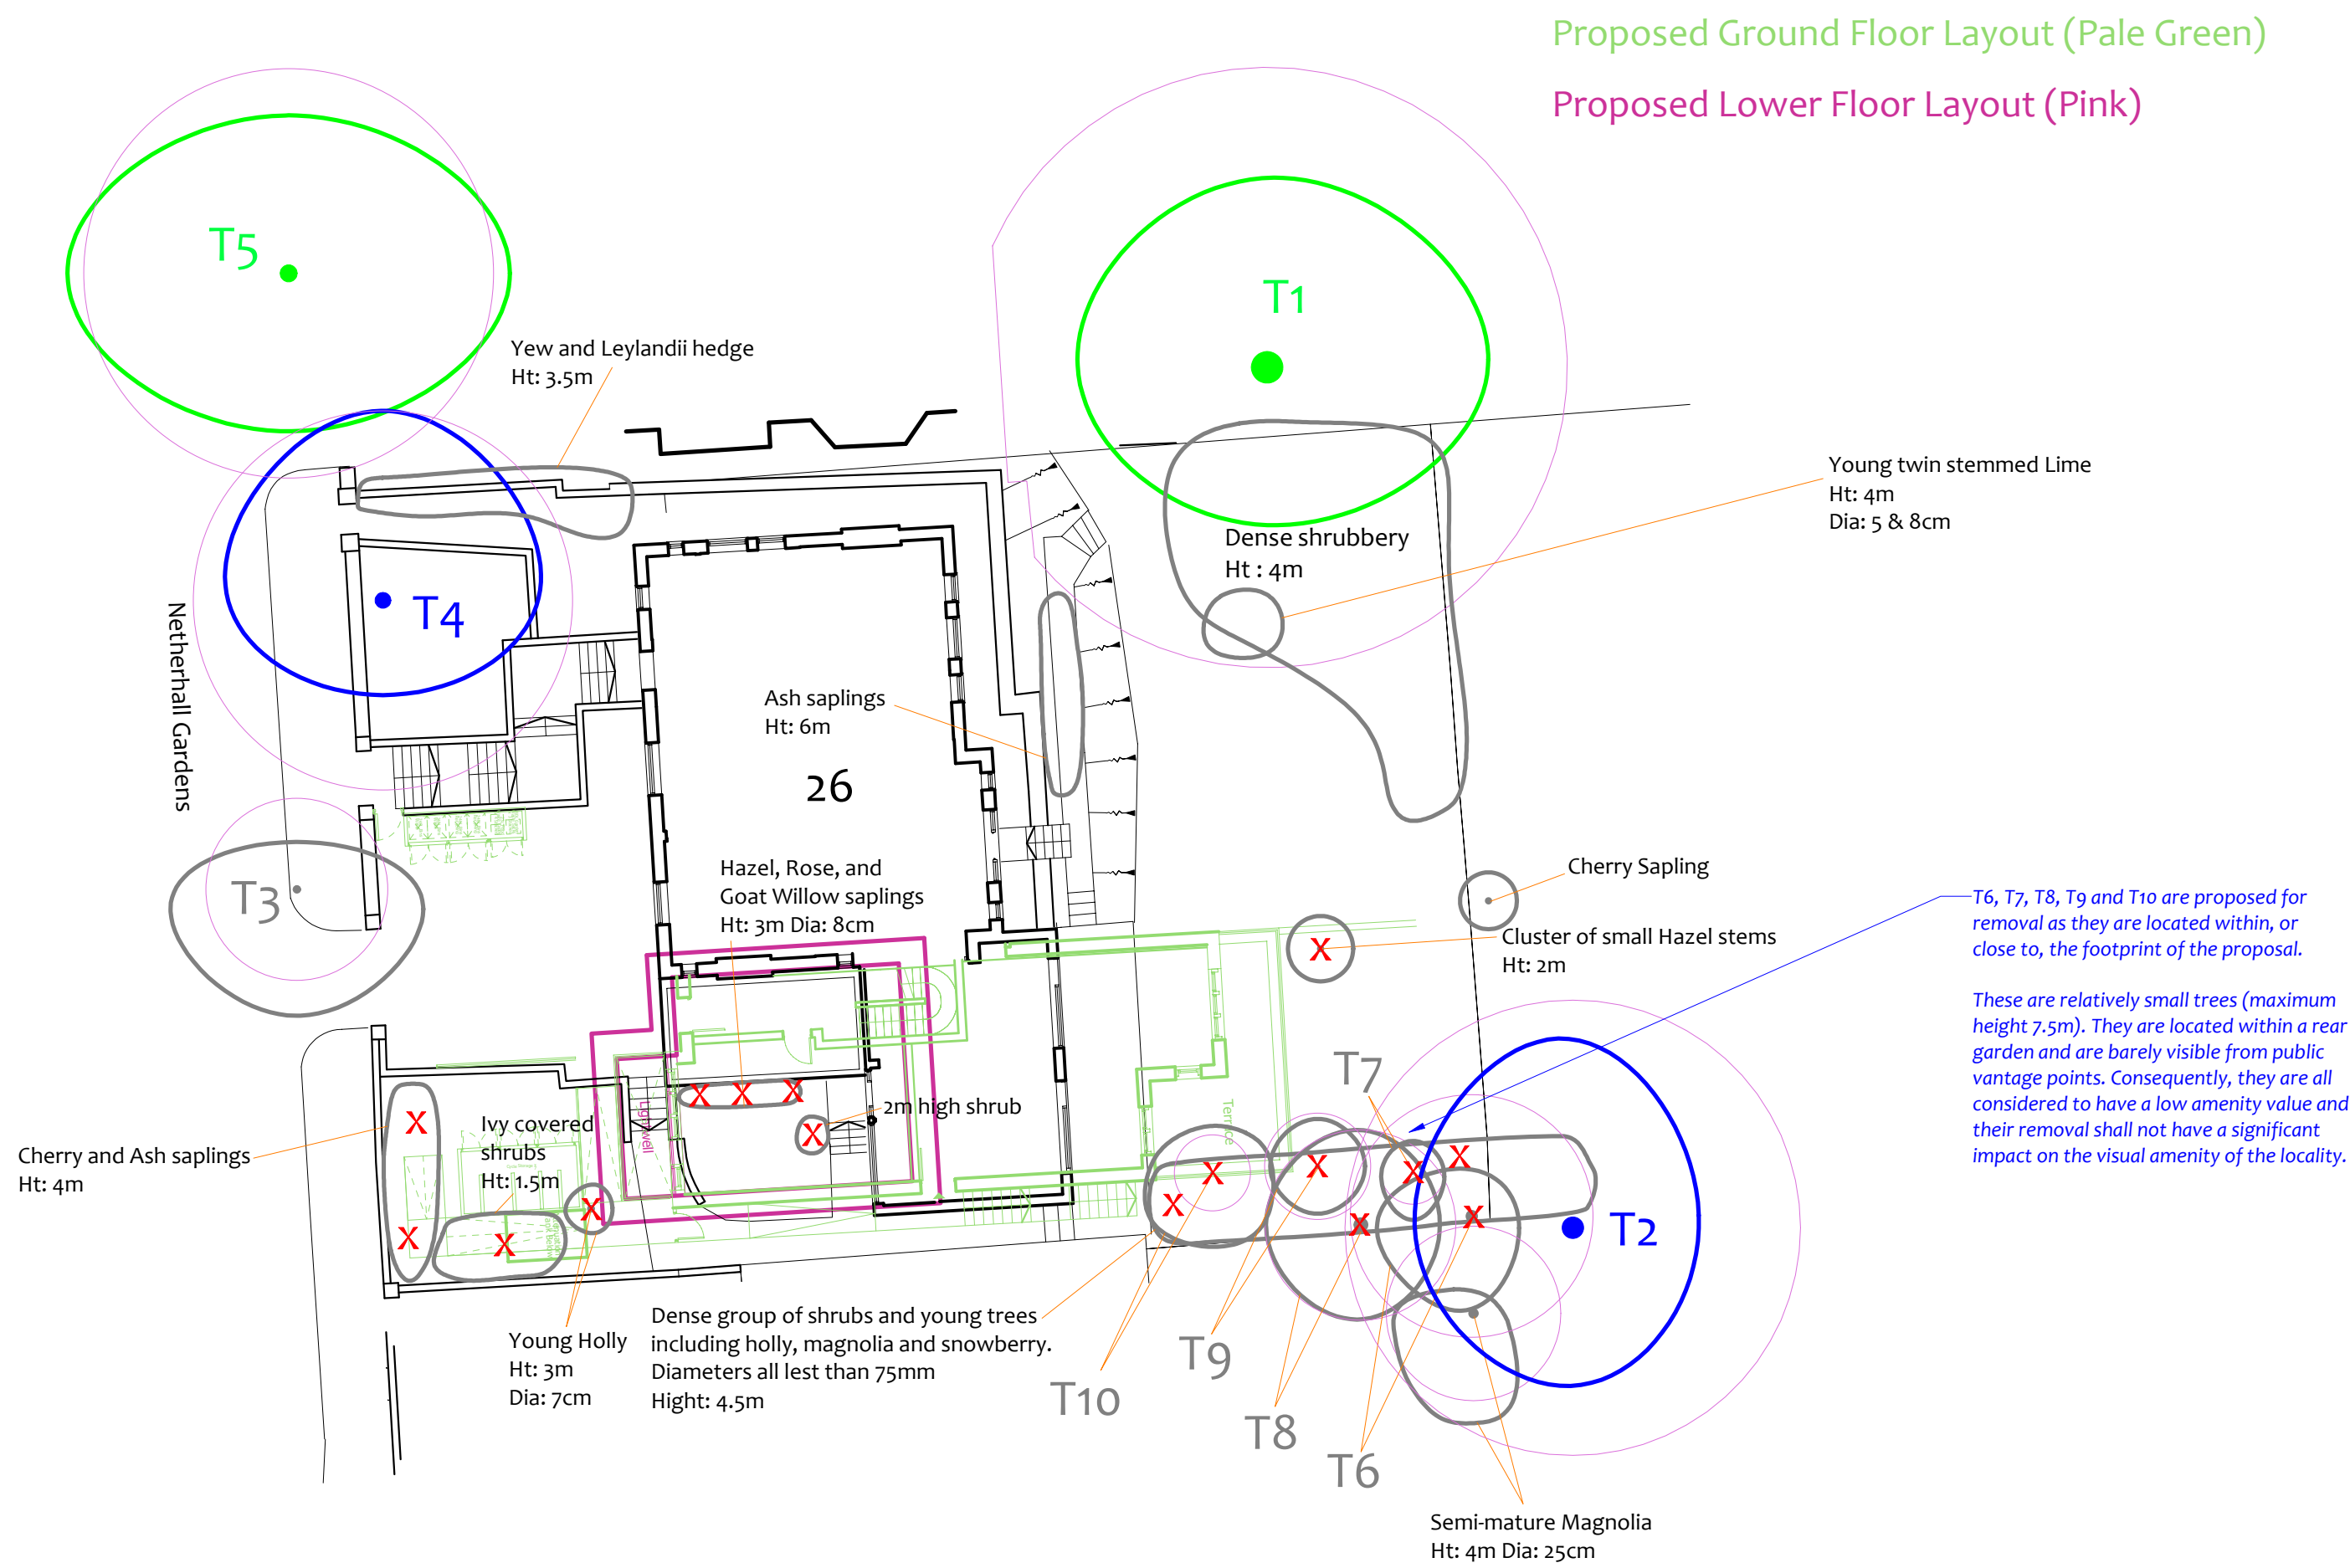 Proposed Ground Floor Layout (Pale Green)
Proposed Lower Floor Layout (Pink)
T5
T1
Yew and Leylandii hedge
Ht: 3.5m
Young twin stemmed Lime
Ht: 4m
Dia: 5 & 8cm
Dense shrubbery
Ht : 4m
T4
Netherhall Gardens
Ash saplings
Ht: 6m
26
T3
Hazel, Rose, and
Goat Willow saplings
Ht: 3m Dia: 8cm
Cherry Sapling
Cluster of small Hazel stems
Ht: 2m
X
T6, T7, T8, T9 and T10 are proposed for
removal as they are located within, or
close to, the footprint of the proposal.
These are relatively small trees (maximum
height 7.5m). They are located within a rear
garden and are barely visible from public
vantage points. Consequently, they are all
considered to have a low amenity value and
their removal shall not have a significant
impact on the visual amenity of the locality.
T7
X X X
2m high shrub
X
Lightwell
Terrace
X
Ivy covered
shrubs
Ht: 1.5m
Cherry and Ash saplings
Ht: 4m
X
X
X
X X X X X
X X
T2
Young Holly
Ht: 3m
Dia: 7cm
Dense group of shrubs and young trees
including holly, magnolia and snowberry.
Diameters all lest than 75mm
Hight: 4.5m
T10
T9
T8
T6
Semi-mature Magnolia
Ht: 4m Dia: 25cm